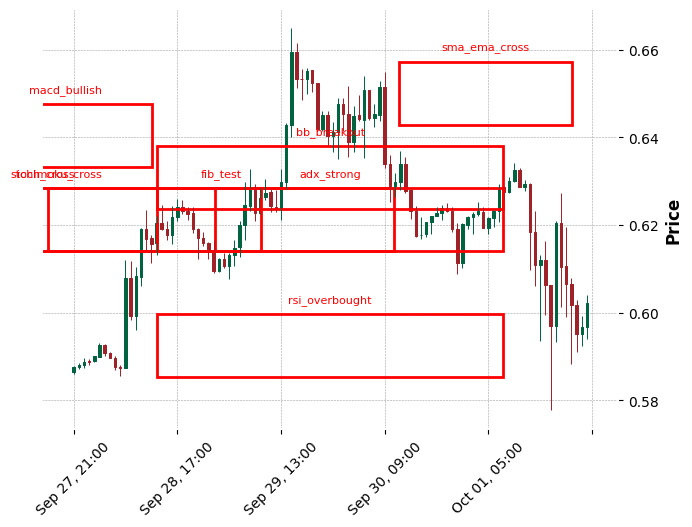 0.66
sma_ema_cross
macd_bullish
0.64
bb_breakout
fib_test
adx_strong
0.62
Price
rsi_overbought
0.60
0.58
Sep 27, 21:00
Sep 28, 17:00
Sep 29, 13:00
Sep 30, 09:00
Oct 01, 05:00